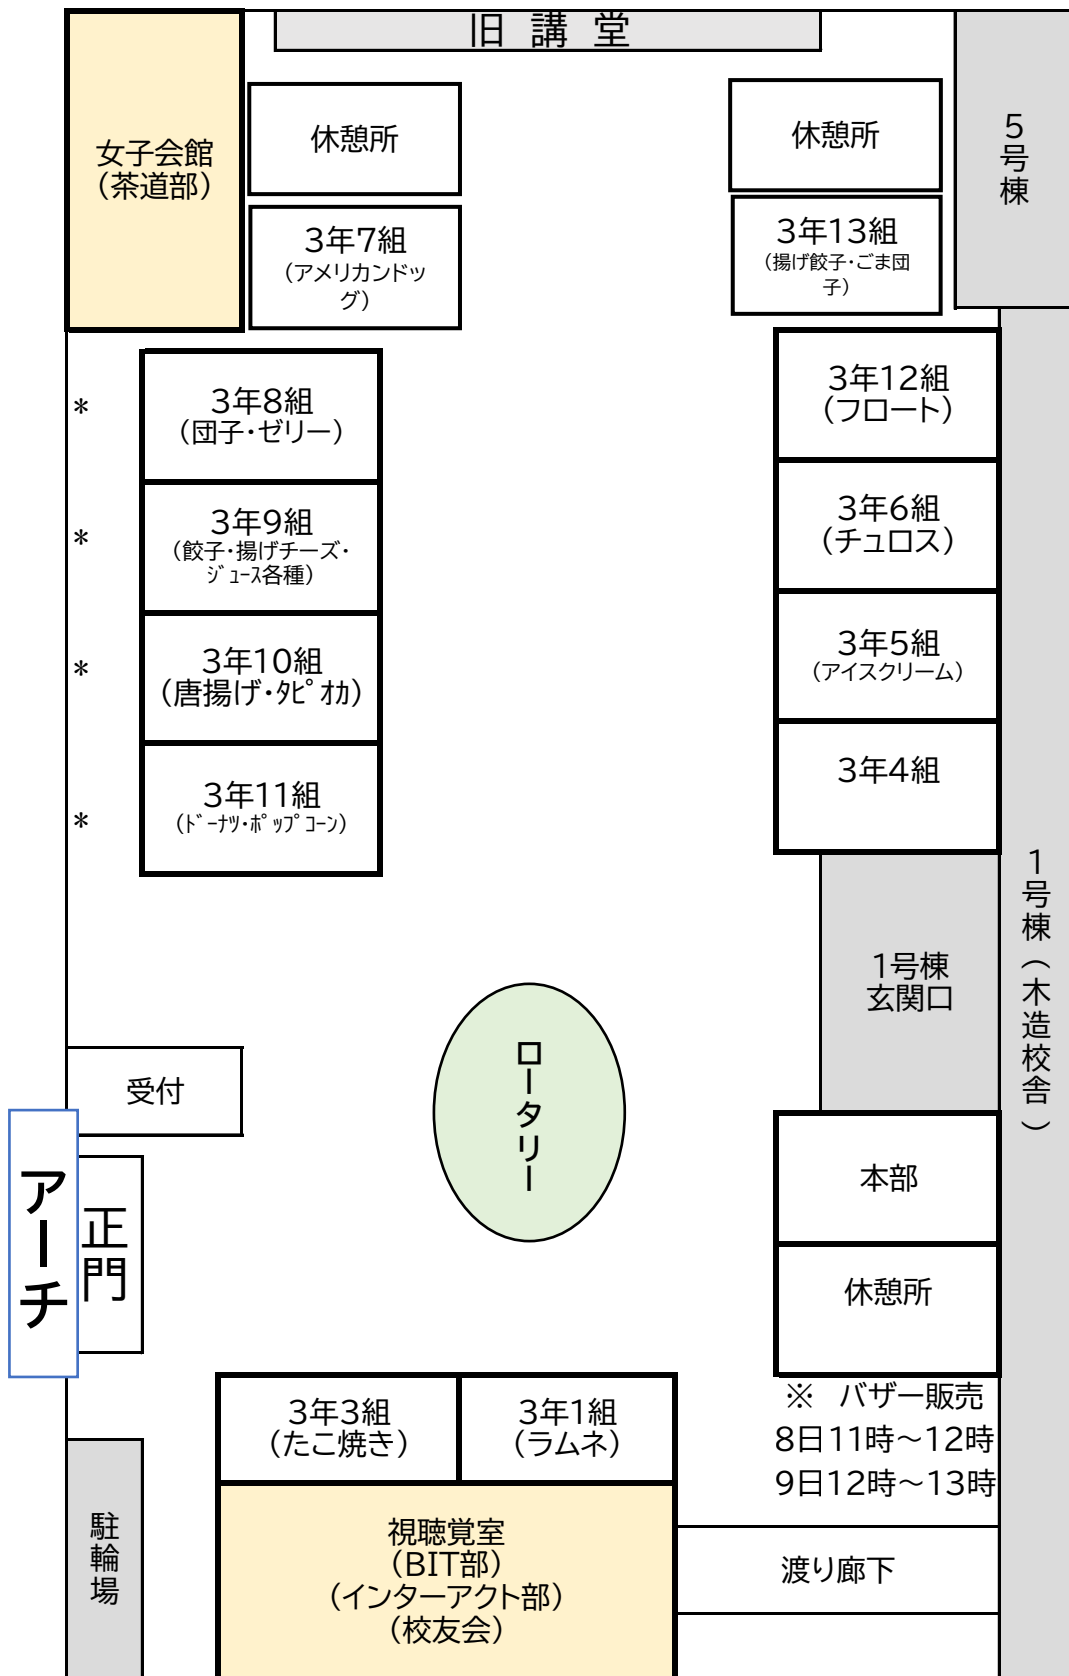 旧講堂
女子会館
(茶道部)
休憩所
休憩所
5号棟
3年7組
(アメリカンドッ
グ)
3年13組
(揚げ餃子・ごま団
子)
*
3年8組
(団子・ゼリー)
3年12組
(フロート)
*
3年9組
(餃子・揚げチーズ・
ジュース各種)
3年6組
(チュロス)
*
3年10組
(唐揚げ・タピオカ)
3年5組
(アイスクリーム)
*
3年11組
(ドーナツ・ポップコーン)
3年4組
1号棟(木造校舎)
1号棟
玄関口
ロータリー
受付
アーチ
正門
本部
休憩所
3年3組
(たこ焼き)
3年1組
(ラムネ)
※ バザー販売
8日11時~12時
9日12時~13時
駐輪場
視聴覚室
(BIT部)
(インターアクト部)
(校友会)
渡り廊下